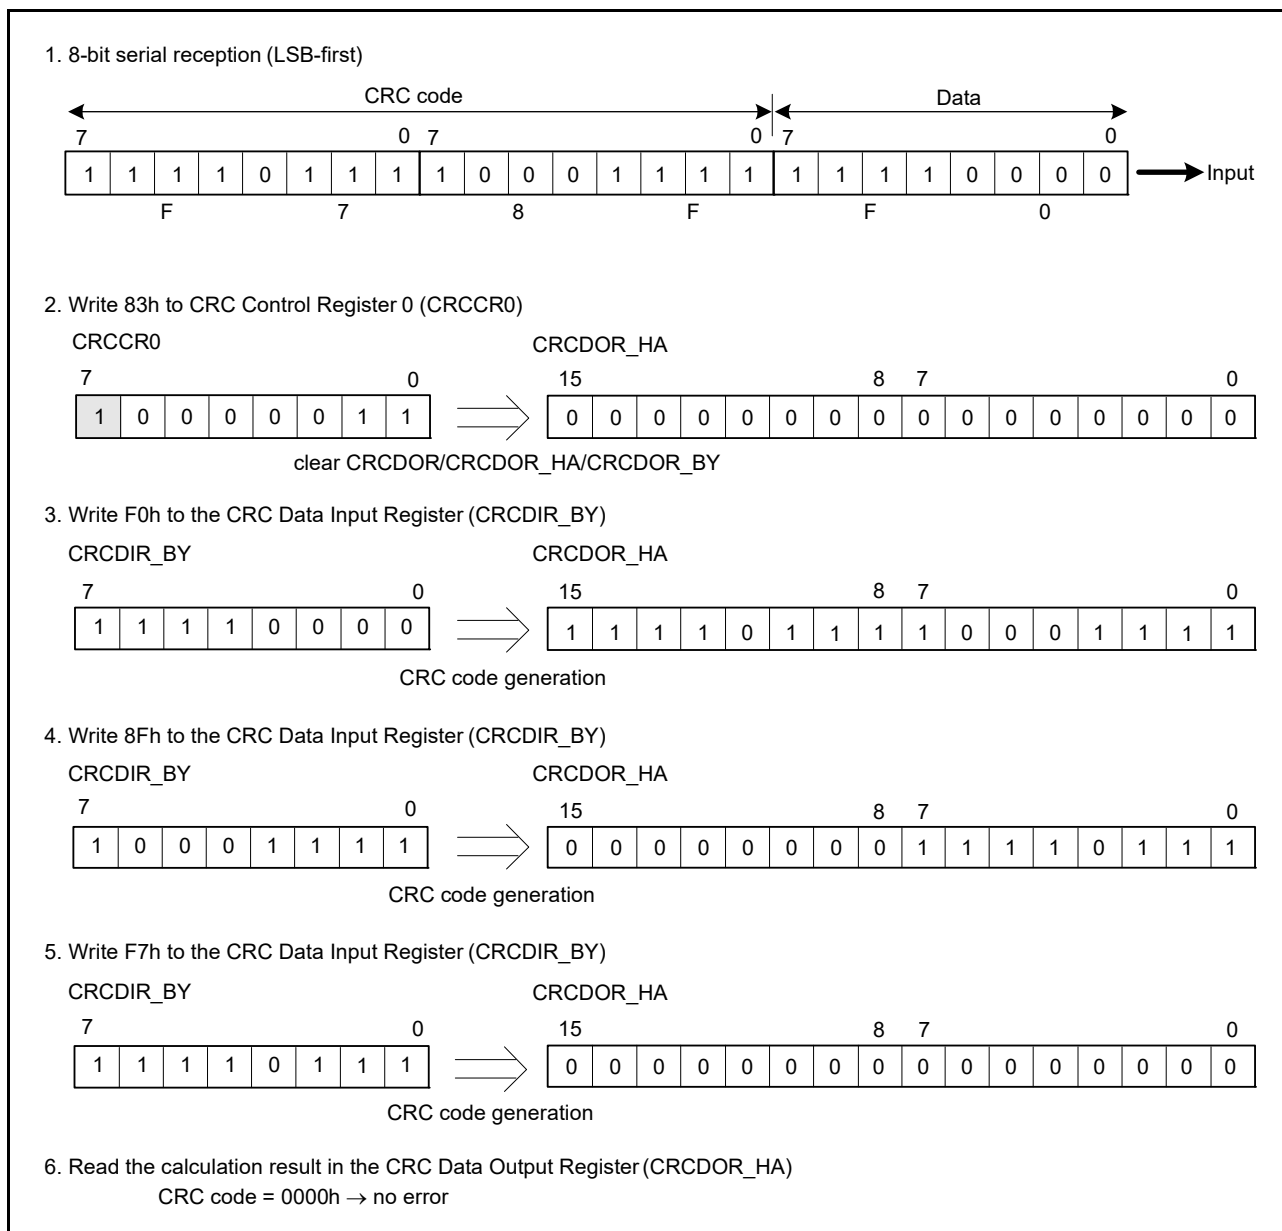 1. 8-bit serial reception (LSB-first)
CRC code Data
7 0 7 0 7 0
1 1 1 1 0 1 1 1 1 0 0 0 1 1 1 1 1 1 1 1 0 0 0 0 Input
F 7 8 F F 0
2. Write 83h to CRC Control Register 0 (CRCCR0)
CRCCR0 CRCDOR_HA
7 0 15 8 7 0
1 0 0 0 0 0 1 1 0 0 0 0 0 0 0 0 0 0 0 0 0 0 0 0
clear CRCDOR/CRCDOR_HA/CRCDOR_BY
3. Write F0h to the CRC Data Input Register (CRCDIR_BY)
CRCDIR_BY CRCDOR_HA
7 0 15 8 7 0
1 1 1 1 0 0 0 0 1 1 1 1 0 1 1 1 1 0 0 0 1 1 1 1
CRC code generation
4. Write 8Fh to the CRC Data Input Register (CRCDIR_BY)
CRCDIR_BY CRCDOR_HA
7 0 15 8 7 0
1 0 0 0 1 1 1 1 0 0 0 0 0 0 0 0 1 1 1 1 0 1 1 1
CRC code generation
5. Write F7h to the CRC Data Input Register (CRCDIR_BY)
CRCDIR_BY CRCDOR_HA
7 0 15 8 7 0
1 1 1 1 0 1 1 1 0 0 0 0 0 0 0 0 0 0 0 0 0 0 0 0
CRC code generation
6. Read the calculation result in the CRC Data Output Register (CRCDOR_HA)
CRC code = 0000h → no error